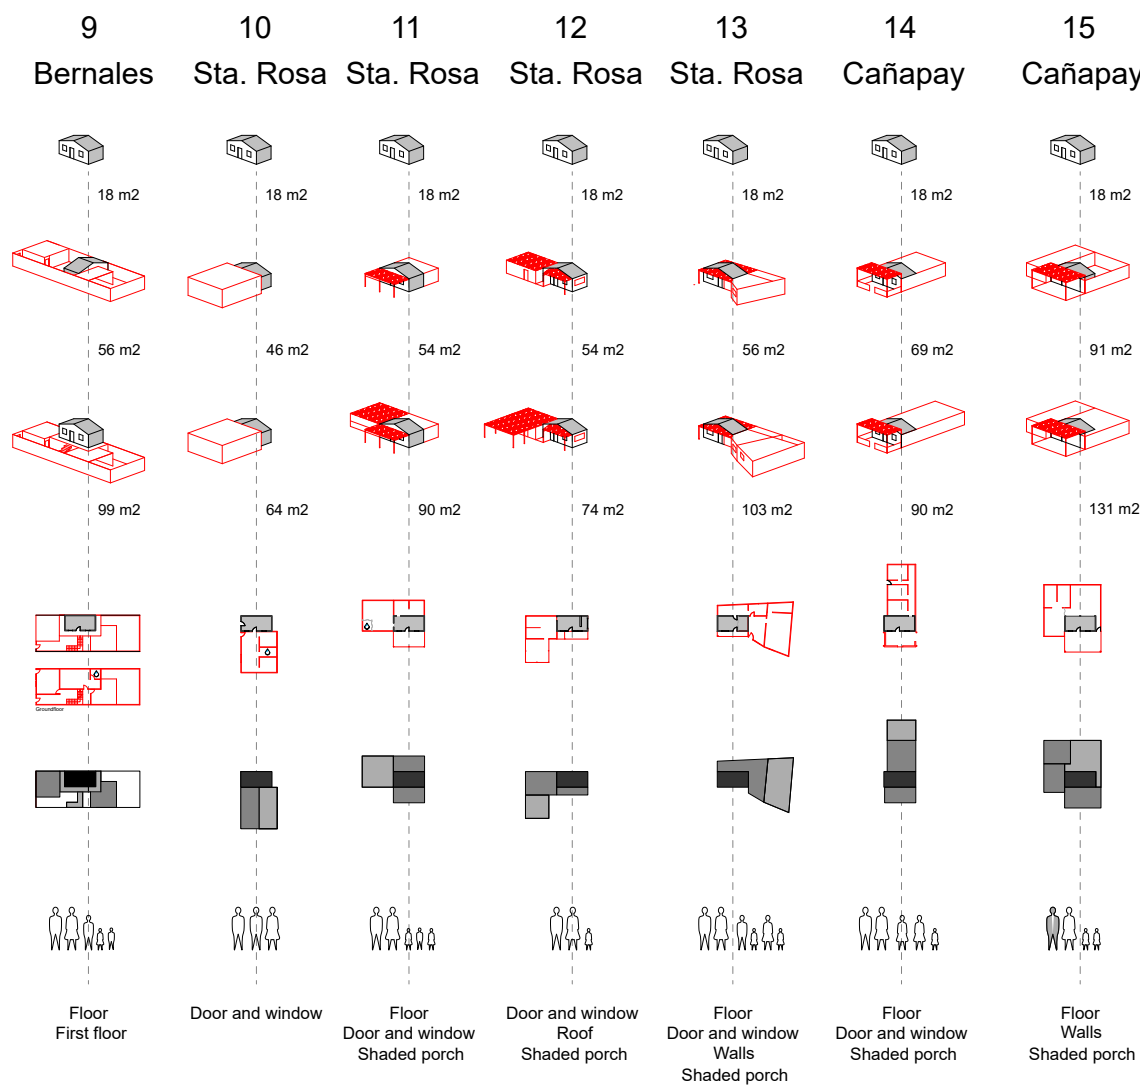 9 10 11 12 13 14 15
Bernales Sta. Rosa Sta. Rosa Sta. Rosa Sta. Rosa Cañapay Cañapay
18 m2 18 m2 18 m2 18 m2 18 m2 18 m2 18 m2
56 m2 46 m2 54 m2 54 m2 56 m2 69 m2 91 m2
99 m2 64 m2 90 m2 74 m2 103 m2 90 m2 131 m2
Groundfloor
Floor
First floor
Door and window
Floor
Door and window
Shaded porch
Door and window
Roof
Shaded porch
Floor
Door and window
Walls
Shaded porch
Floor
Door and window
Shaded porch
Floor
Walls
Shaded porch